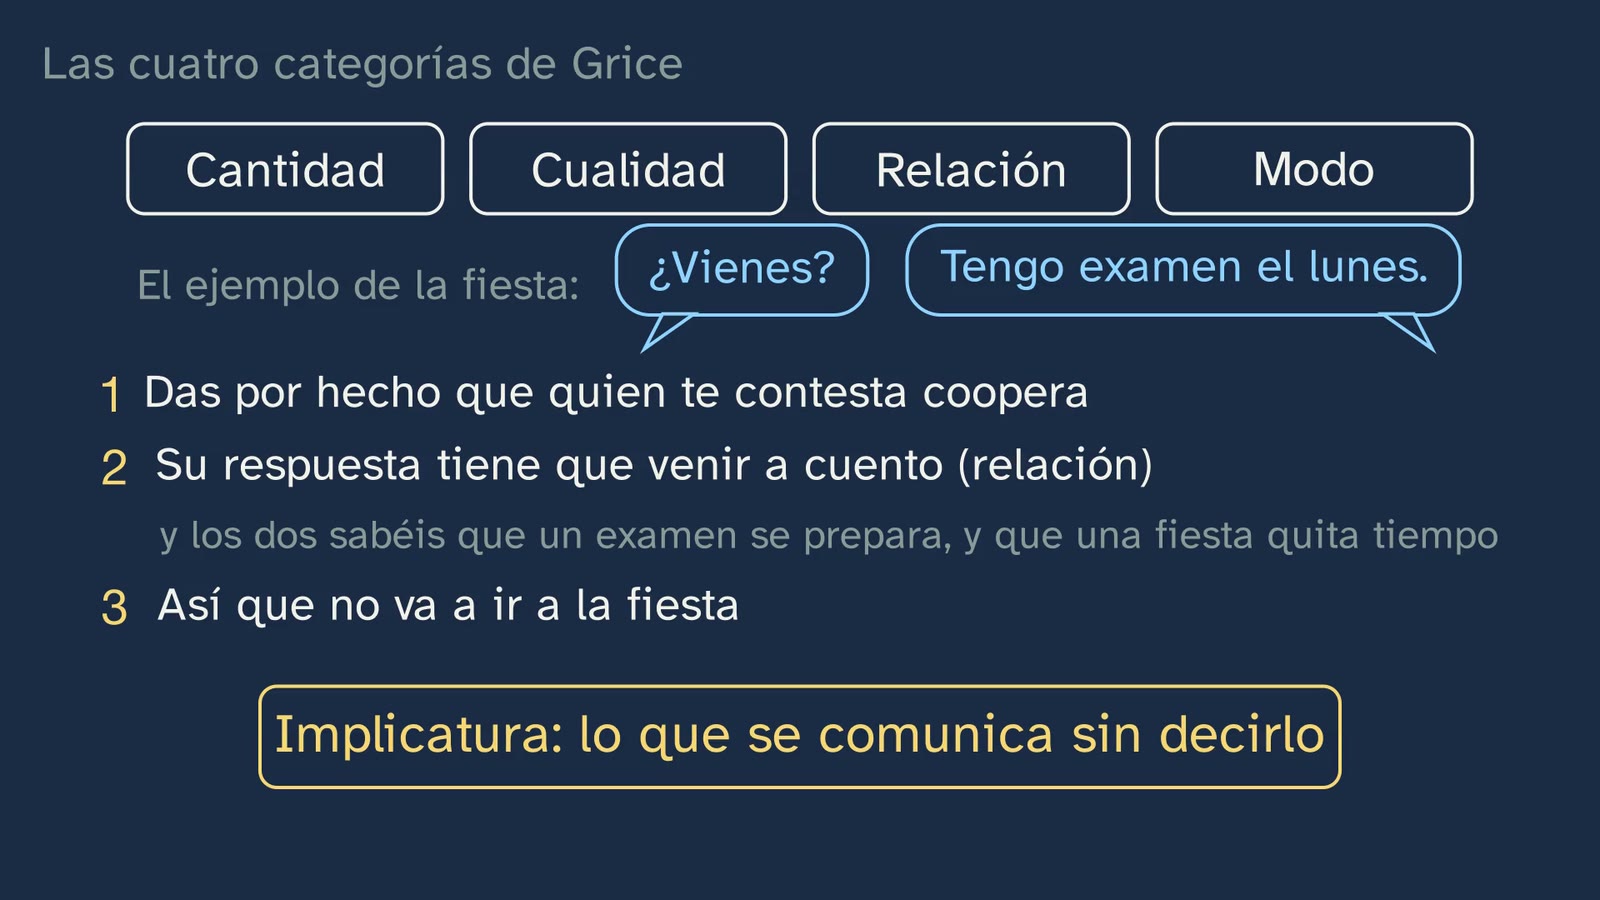 Las cuatro categorías de Grice
Cantidad
Cualidad
Relación
Modo
El ejemplo de la fiesta:
¿Vienes?
Tengo examen el lunes.
1 Das por hecho que quien te contesta coopera
2 Su respuesta tiene que venir a cuento (relación)
y los dos sabéis que un examen se prepara, y que una fiesta quita tiempo
3 Así que no va a ir a la fiesta
Implicatura: lo que se comunica sin decirlo